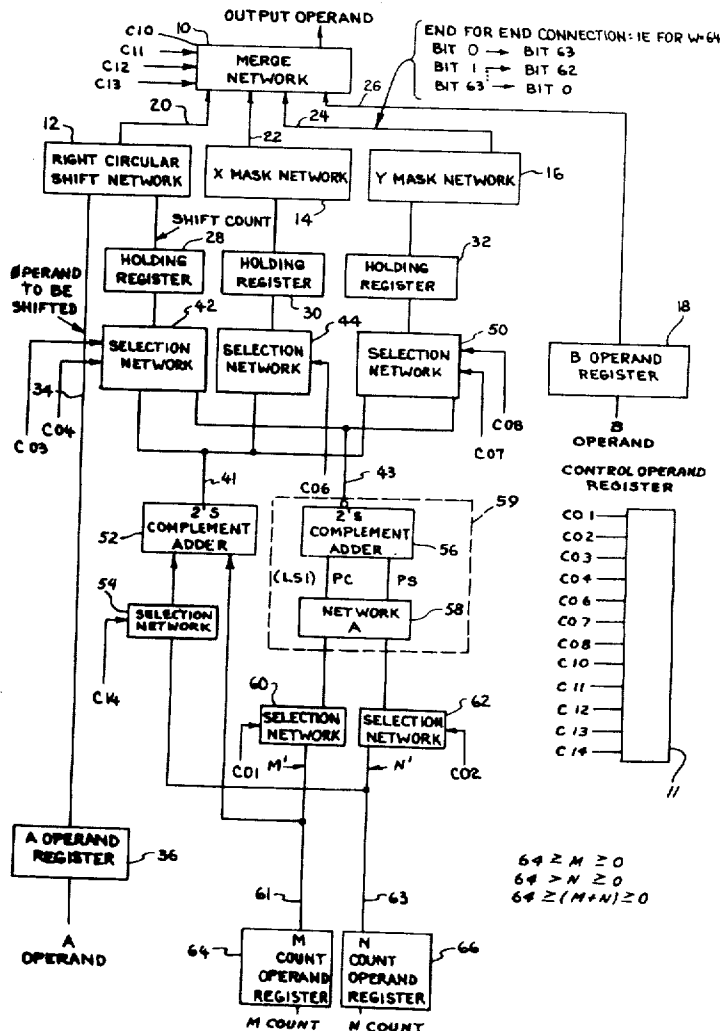 OUTPUT OPERAND
10
C10
C11
C12
C13
MERGE
NETWORK
END FOR END CONNECTION: IE FOR W=64
BIT 0 → BIT 63
BIT 1 → BIT 62
BIT 63 → BIT 0
20
22
24
26
12
RIGHT CIRCULAR
SHIFT NETWORK
X MASK NETWORK
14
Y MASK NETWORK
16
SHIFT COUNT
28
HOLDING
REGISTER
HOLDING
REGISTER
30
32
HOLDING
REGISTER
ØPERAND
TO BE
SHIFTED
42
SELECTION
NETWORK
44
SELECTION
NETWORK
50
SELECTION
NETWORK
18
B OPERAND
REGISTER
B
OPERAND
34
C03
C04
C06
C08
C07
41
43
CONTROL OPERAND
REGISTER
C01
C02
C03
C04
C06
C07
C08
C10
C11
C12
C13
C14
11
52
2'S
COMPLEMENT
ADDER
2'S
COMPLEMENT
ADDER
56
59
(LSI)
PC
PS
NETWORK
A
58
54
SELECTION
NETWORK
C14
60
SELECTION
NETWORK
62
SELECTION
NETWORK
C01
M'
N'
C02
A OPERAND
REGISTER
36
A
OPERAND
61
63
64 ≥ M ≥ 0
64 > N ≥ 0
64 ≥ (M+N) ≥ 0
64
M
COUNT
OPERAND
REGISTER
N
COUNT
OPERAND
REGISTER
66
M COUNT
N COUNT